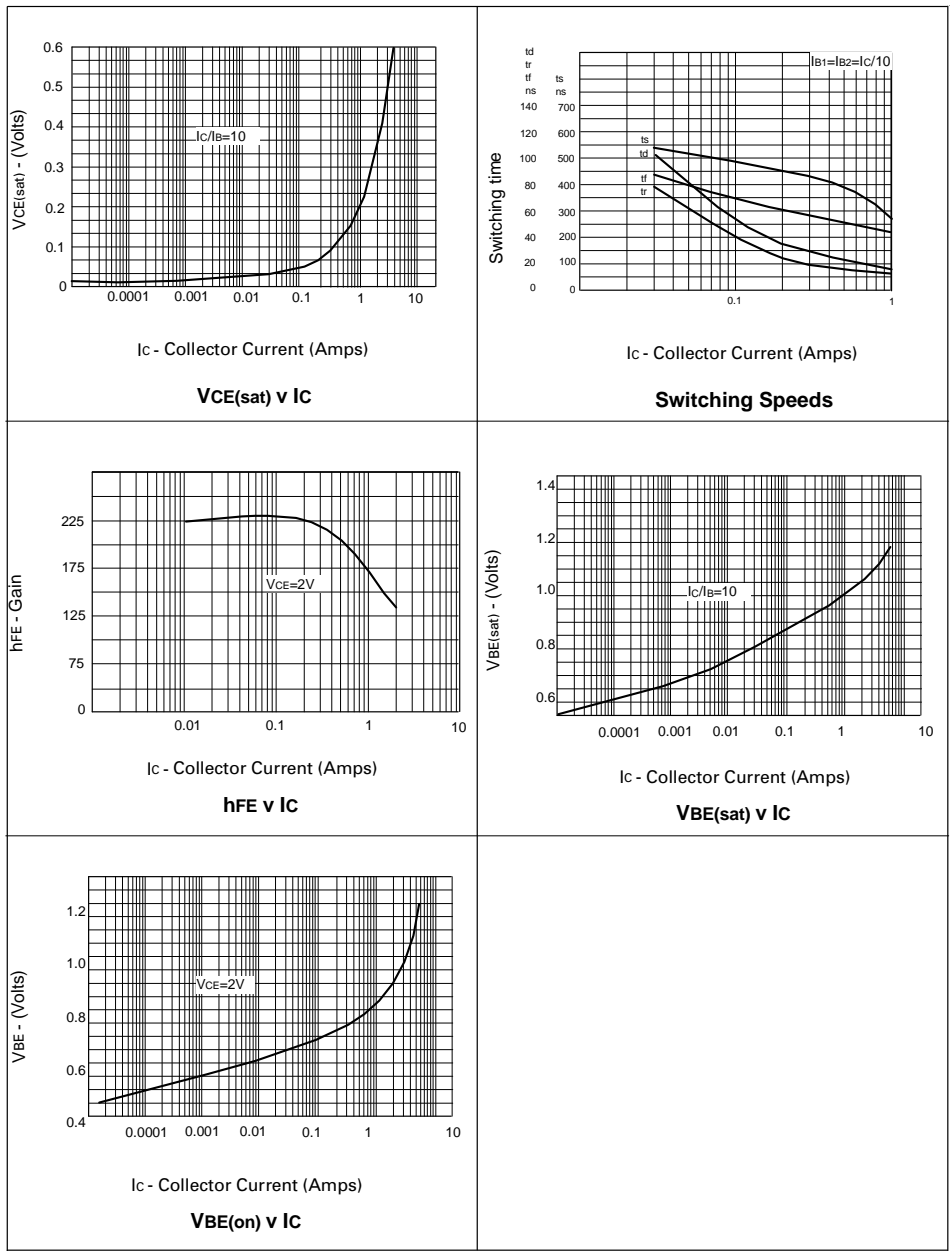 0.6
0.5
0.4
0.3
0.2
0.1
0
VCE(sat) - (Volts)
IC/IB=10
0.0001 0.001 0.01 0.1 1 10
IC - Collector Current (Amps)
VCE(sat) v IC
td
tr
tf
ns
140
120
100
80
60
40
20
0
ts
ns
700
600
500
400
300
200
100
0
Switching time
IB1=IB2=IC/10
ts
td
tf
tr
0.1 1
IC - Collector Current (Amps)
Switching Speeds
225
175
125
75
0
hFE - Gain
VCE=2V
0.01 0.1 1 10
IC - Collector Current (Amps)
hFE v IC
1.4
1.2
1.0
0.8
0.6
VBE(sat) - (Volts)
IC/IB=10
0.0001 0.001 0.01 0.1 1 10
IC - Collector Current (Amps)
VBE(sat) v IC
1.2
1.0
0.8
0.6
0.4
VBE - (Volts)
VCE=2V
0.0001 0.001 0.01 0.1 1 10
IC - Collector Current (Amps)
VBE(on) v IC